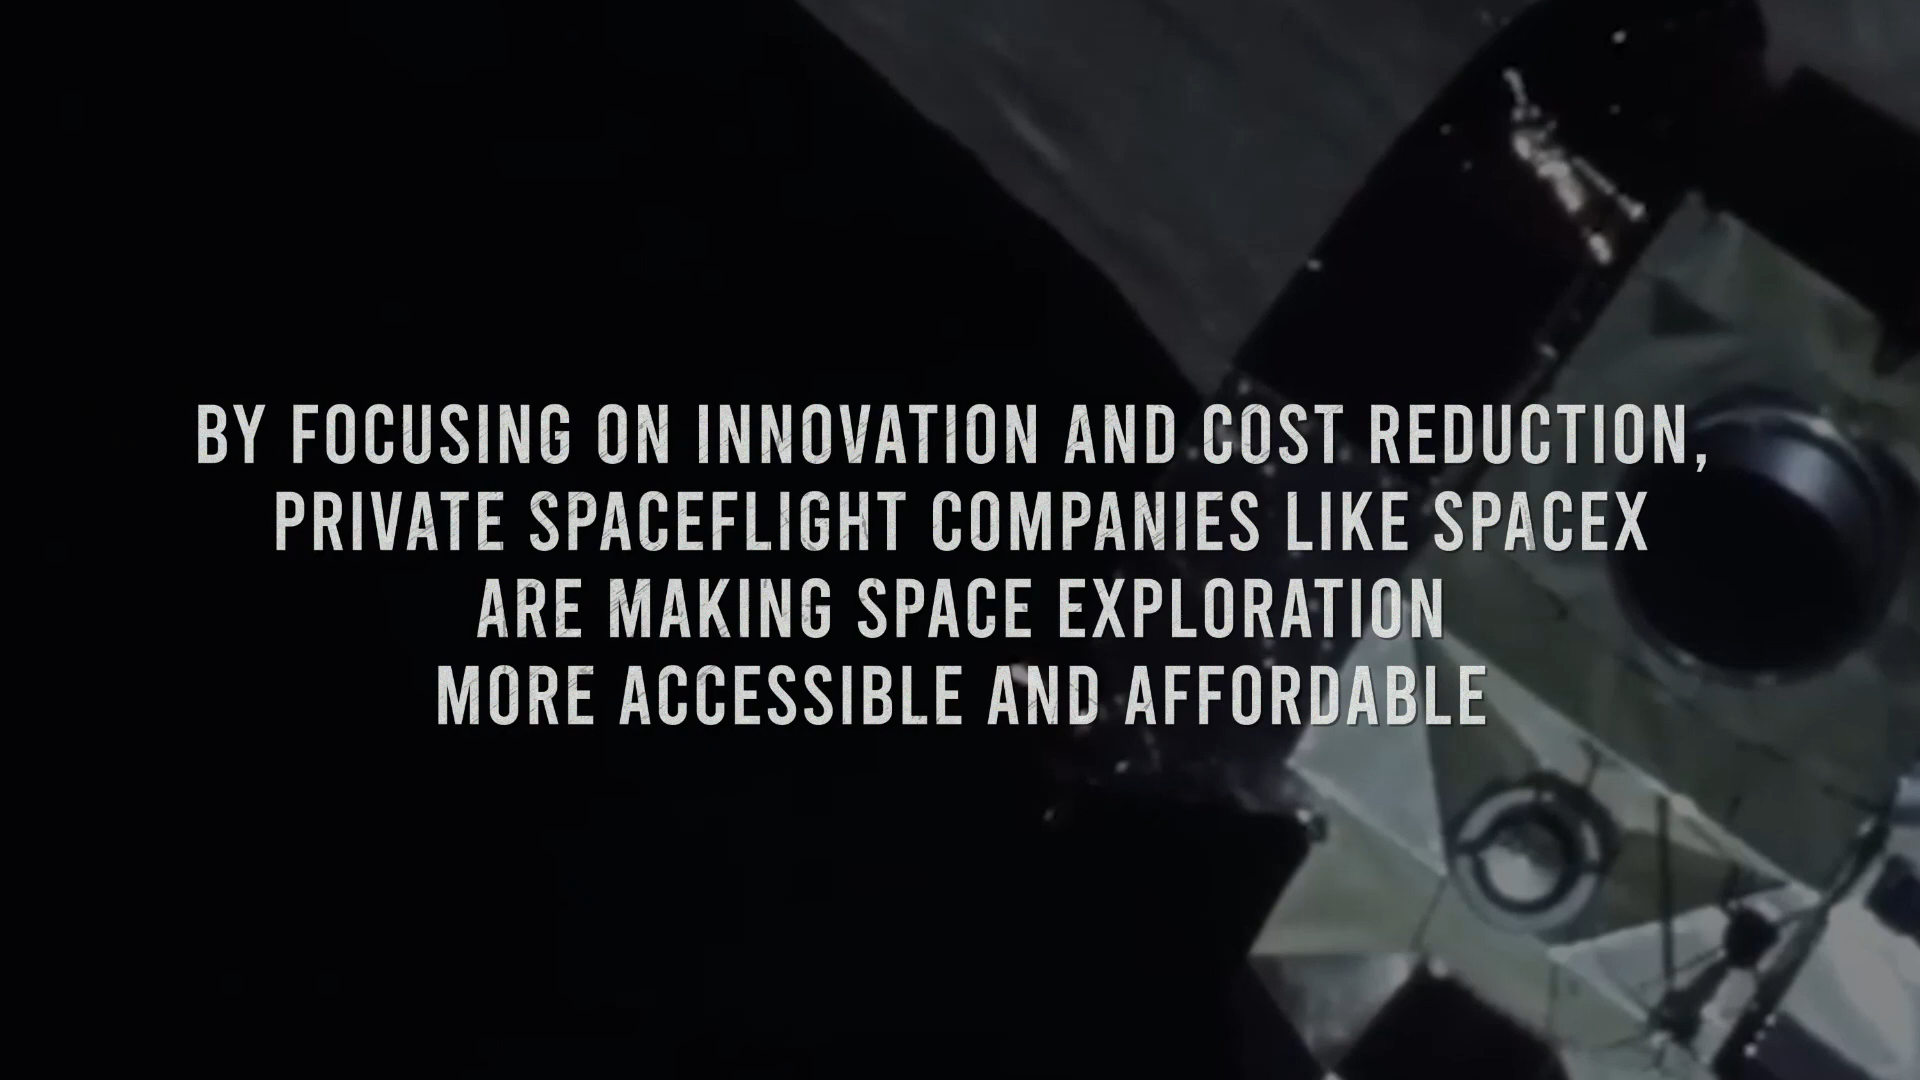 BY FOCUSING ON INNOVATION AND COST REDUCTION,
PRIVATE SPACEFLIGHT COMPANIES LIKE SPACEX
ARE MAKING SPACE EXPLORATION
MORE ACCESSIBLE AND AFFORDABLE